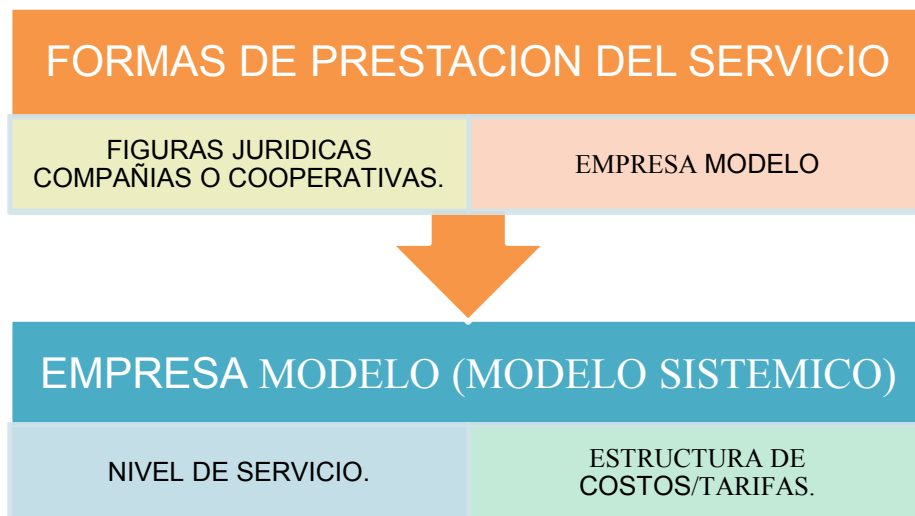 FORMAS DE PRESTACION DEL SERVICIO
FIGURAS JURIDICAS
COMPAÑIAS O COOPERATIVAS.
EMPRESA MODELO
EMPRESA MODELO (MODELO SISTEMICO)
NIVEL DE SERVICIO.
ESTRUCTURA DE
COSTOS/TARIFAS.